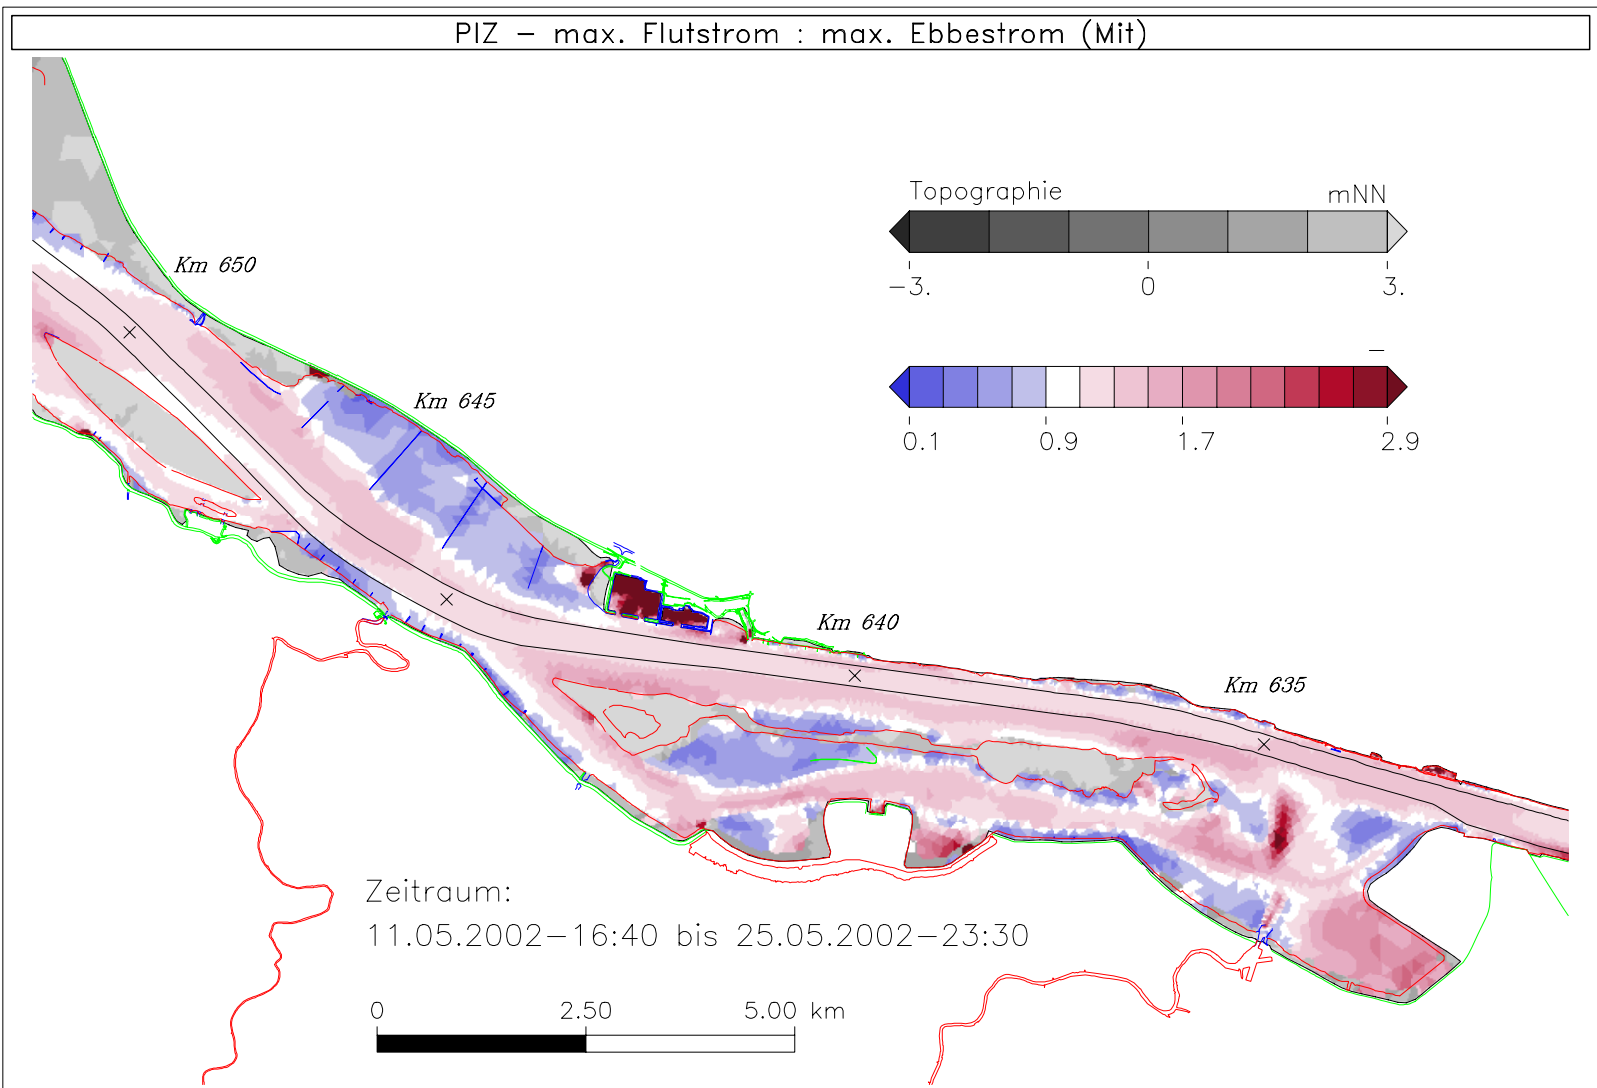 PIZ – max. Flutstrom : max. Ebbestrom (Mit)
Topographie mNN
−3. 0 3.
Km 650
–
Km 645
0.1 0.9 1.7 2.9
Km 640
Km 635
Zeitraum:
11.05.2002−16:40 bis 25.05.2002−23:30
0 2.50 5.00 km